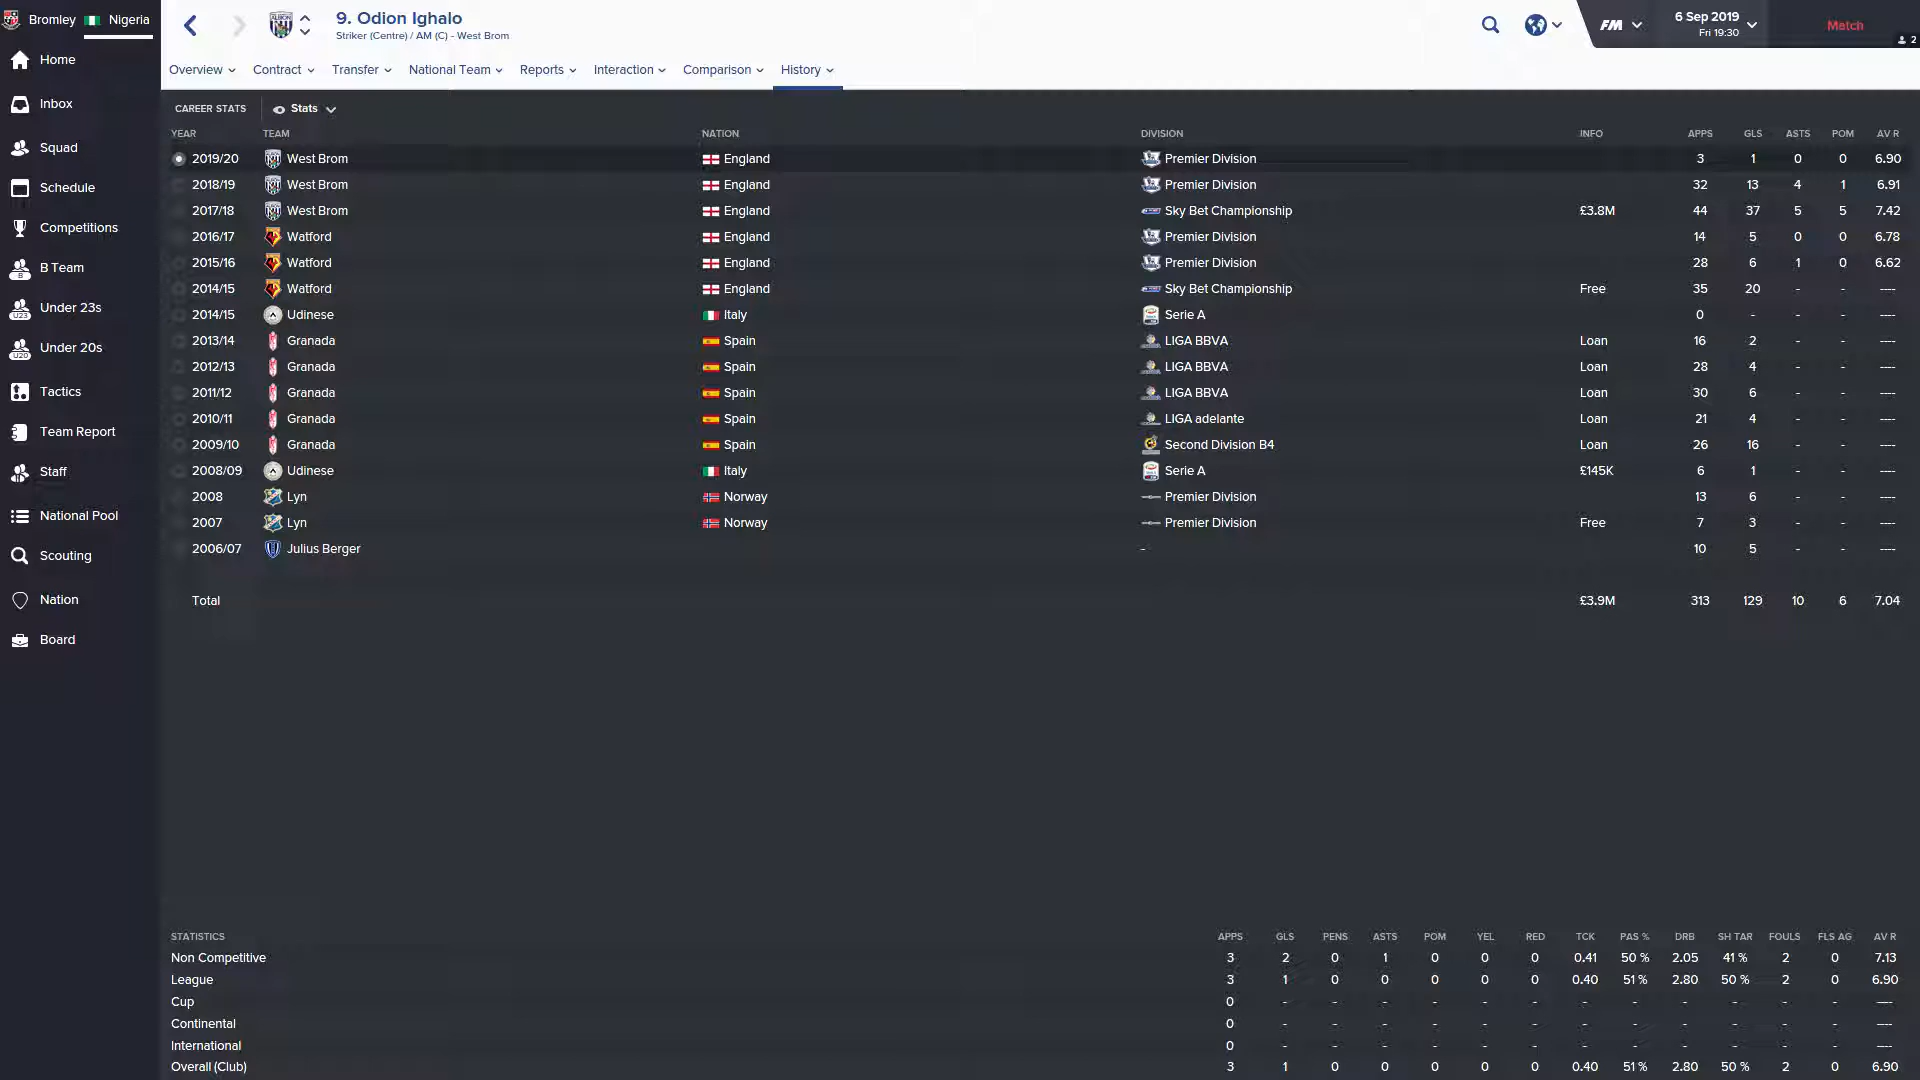 Bromley Nigeria
9. Odion Ighalo
Striker (Centre) / AM (C) - West Brom
FM
6 Sep 2019
Fri 19:30
Match
2
Home
Inbox
Squad
Schedule
Competitions
B Team
Under 23s
Under 20s
Tactics
Team Report
Staff
National Pool
Scouting
Nation
Board
Overview Contract Transfer National Team Reports Interaction Comparison History
CAREER STATS Stats
YEAR TEAM NATION DIVISION INFO APPS GLS ASTS POM AV R
2019/20 West Brom England Premier Division 3 1 0 0 6.90
2018/19 West Brom England Premier Division 32 13 4 1 6.91
2017/18 West Brom England Sky Bet Championship £3.8M 44 37 5 5 7.42
2016/17 Watford England Premier Division 14 5 0 0 6.78
2015/16 Watford England Premier Division 28 6 1 0 6.62
2014/15 Watford England Sky Bet Championship Free 35 20 - - ----
2014/15 Udinese Italy Serie A 0 - - - ----
2013/14 Granada Spain LIGA BBVA Loan 16 2 - - ----
2012/13 Granada Spain LIGA BBVA Loan 28 4 - - ----
2011/12 Granada Spain LIGA BBVA Loan 30 6 - - ----
2010/11 Granada Spain LIGA adelante Loan 21 4 - - ----
2009/10 Granada Spain Second Division B4 Loan 26 16 - - ----
2008/09 Udinese Italy Serie A £145K 6 1 - - ----
2008 Lyn Norway Premier Division 13 6 - - ----
2007 Lyn Norway Premier Division Free 7 3 - - ----
2006/07 Julius Berger - 10 5 - - ----
Total £3.9M 313 129 10 6 7.04
STATISTICS APPS GLS PENS ASTS POM YEL RED TCK PAS % DRB SH TAR FOULS FLS AG AV R
Non Competitive 3 2 0 1 0 0 0 0.41 50 % 2.05 41 % 2 0 7.13
League 3 1 0 0 0 0 0 0.40 51 % 2.80 50 % 2 0 6.90
Cup 0 - - - - - - - - - - - - ----
Continental 0 - - - - - - - - - - - - ----
International 0 - - - - - - - - - - - - ----
Overall (Club) 3 1 0 0 0 0 0 0.40 51 % 2.80 50 % 2 0 6.90